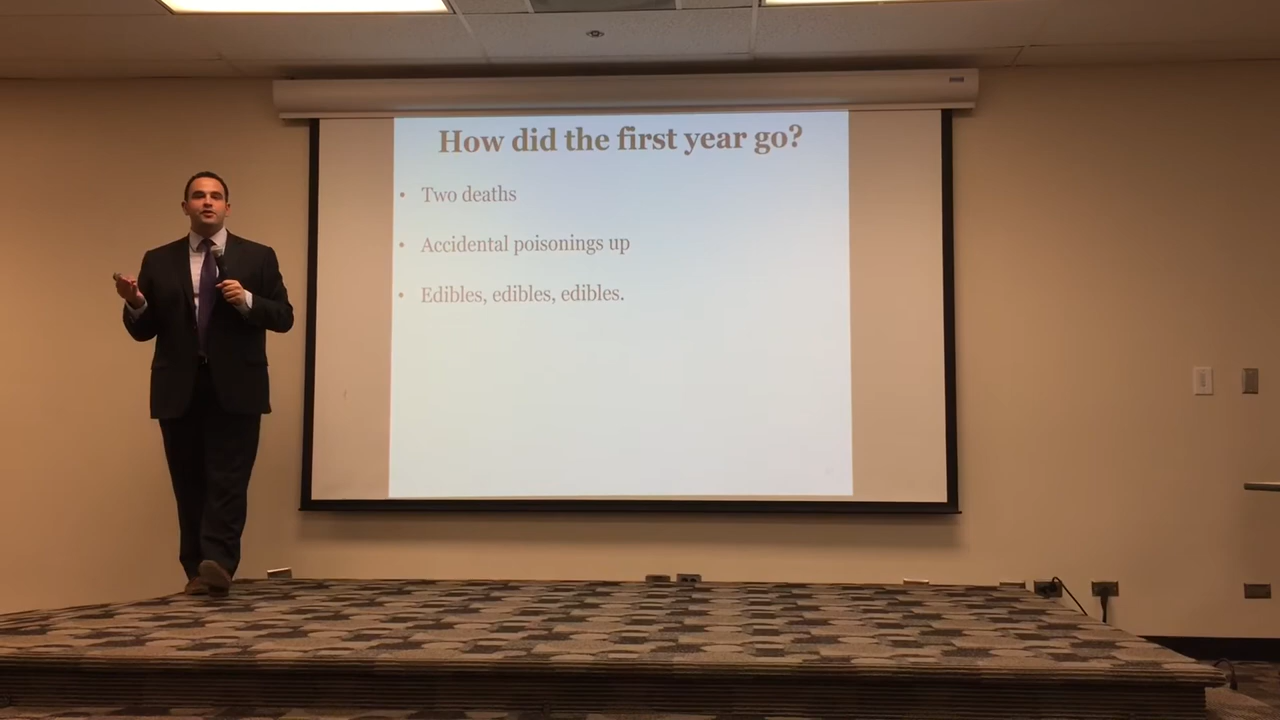 How did the first year go?
• Two deaths
• Accidental poisonings up
• Edibles, edibles, edibles.